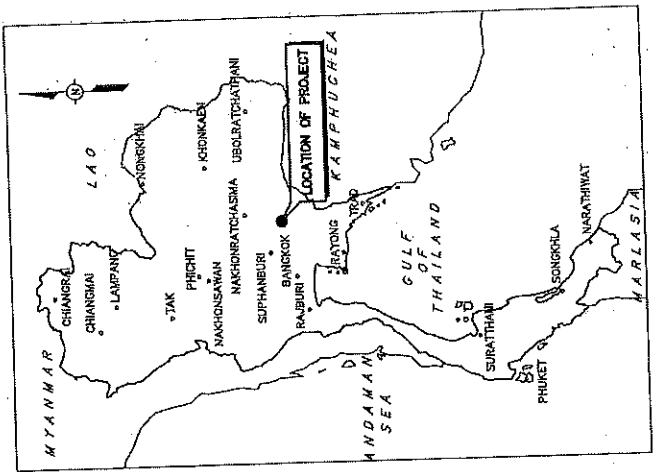 MYANMAR
CHIANGRAI
CHIANGMAI
LAMPANG
LAO
NONGKHAI
TAK
PHICHIT
KHONKAEN
NAKHONSAWAN
NAKHONRATCHASIMA
UBOLRATCHATHANI
SUPHANBURI
BANGKOK
RAJBURI
LOCATION OF PROJECT
KAMPHUCHEA
RAYONG
TRAD
GULF
OF
THAILAND
ANDAMAN
SEA
SURATTHANI
PHUKET
SONGKHLA
NARATHIWAT
MARLASIA
N